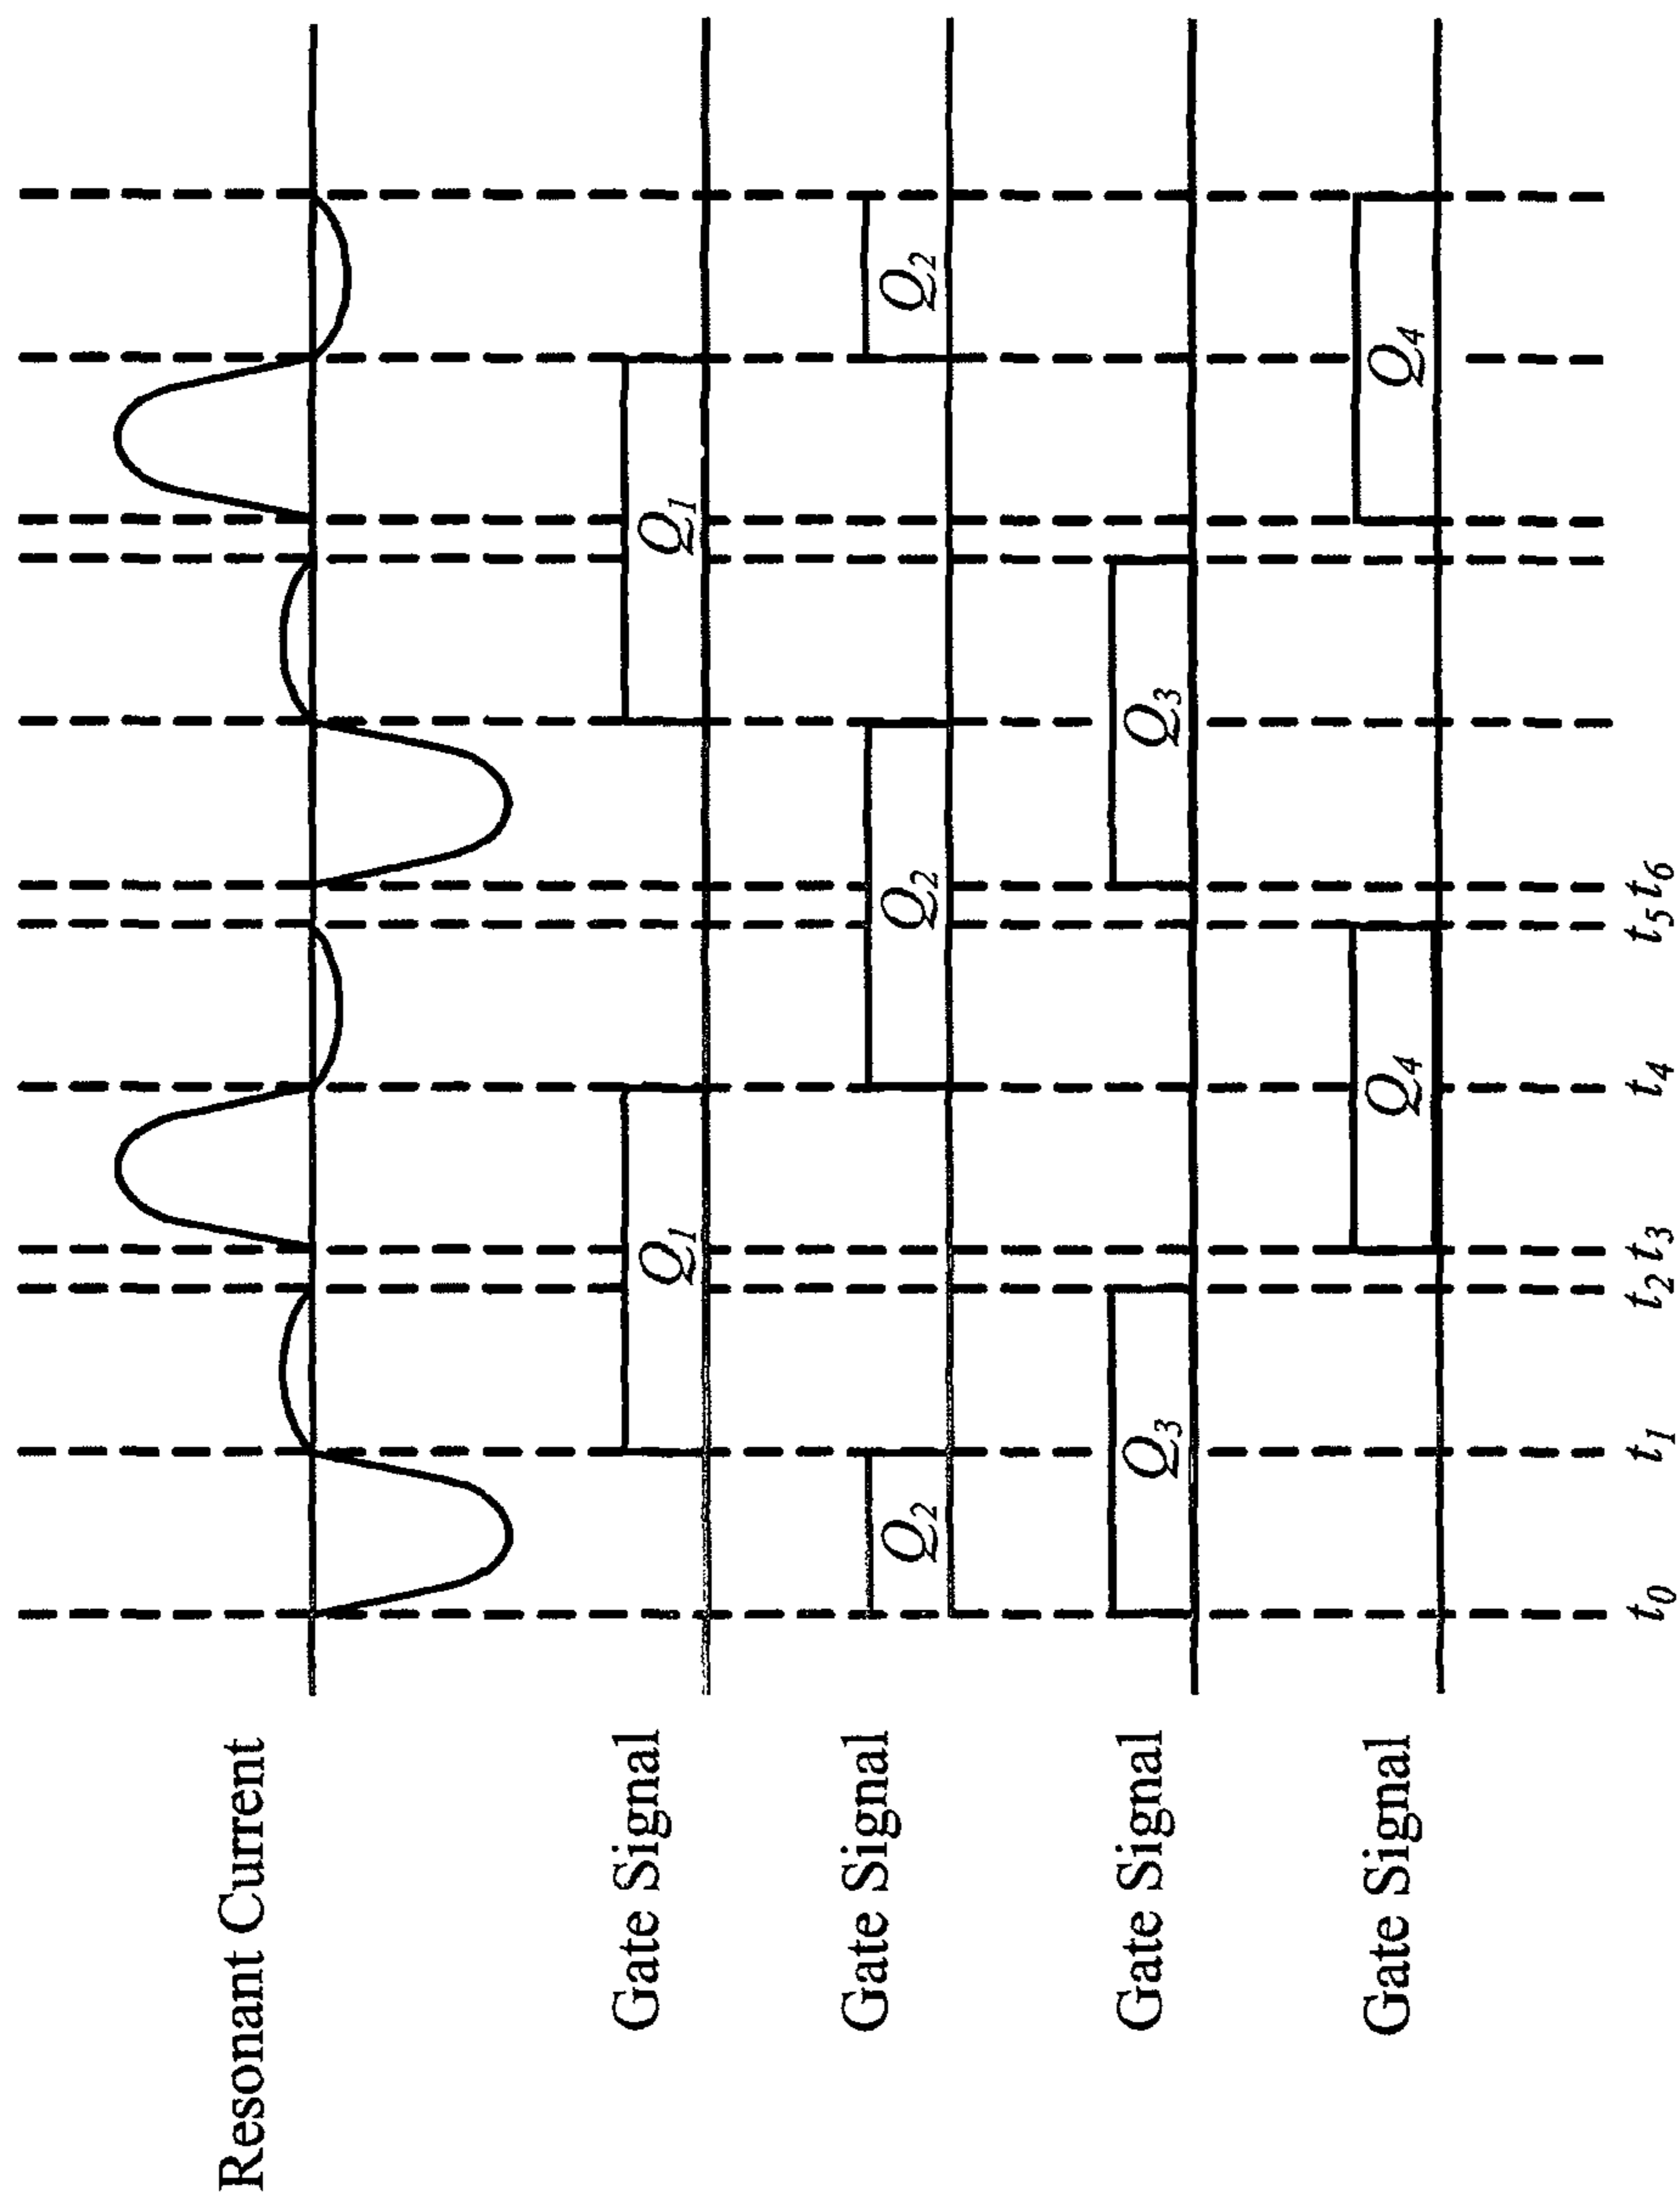 Resonant Current
Gate Signal Q₁ Q₁
Gate Signal Q₂ Q₂ Q₂
Gate Signal Q₃ Q₃
Gate Signal Q₄ Q₄
t₀ t₁ t₂ t₃ t₄ t₅ t₆